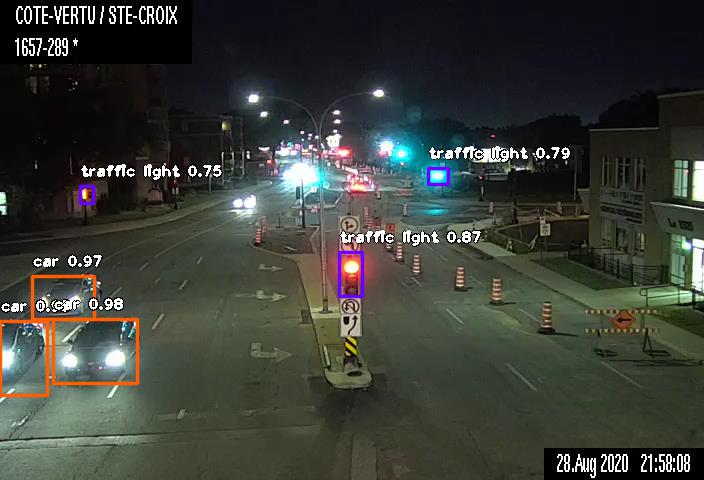 COTE-VERTU / STE-CROIX
1657-289 *
traffic light 0.79
traffic light 0.75
traffic light 0.87
car 0.97
car 0.98
28.Aug 2020 21:58:08